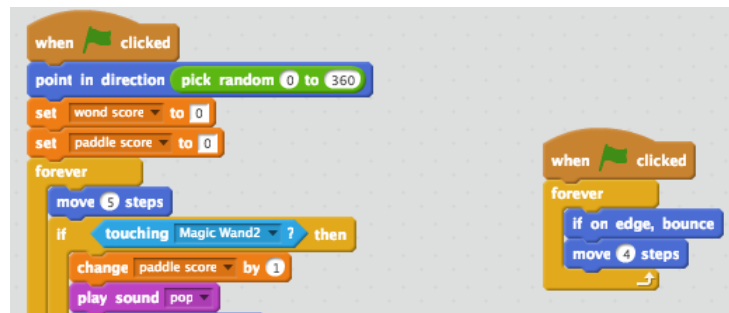 when clicked
point in direction pick random 0 to 360
set wond score to 0
set paddle score to 0
forever
move 5 steps
if touching Magic Wand2 ? then
change paddle score by 1
play sound pop
when clicked
forever
if on edge, bounce
move 4 steps